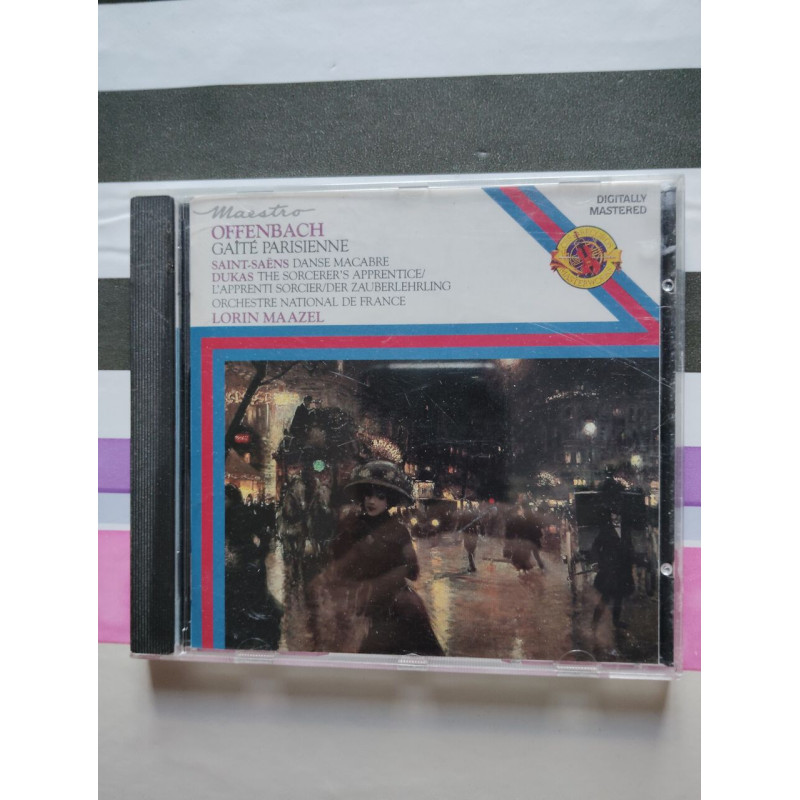 Maestro
OFFENBACH
GAÎTÉ PARISIENNE
SAINT-SAËNS DANSE MACABRE
DUKAS THE SORCERER'S APPRENTICE/
L'APPRENTI SORCIER/DER ZAUBERLEHRLING
ORCHESTRE NATIONAL DE FRANCE
LORIN MAAZEL
DIGITALLY
MASTERED